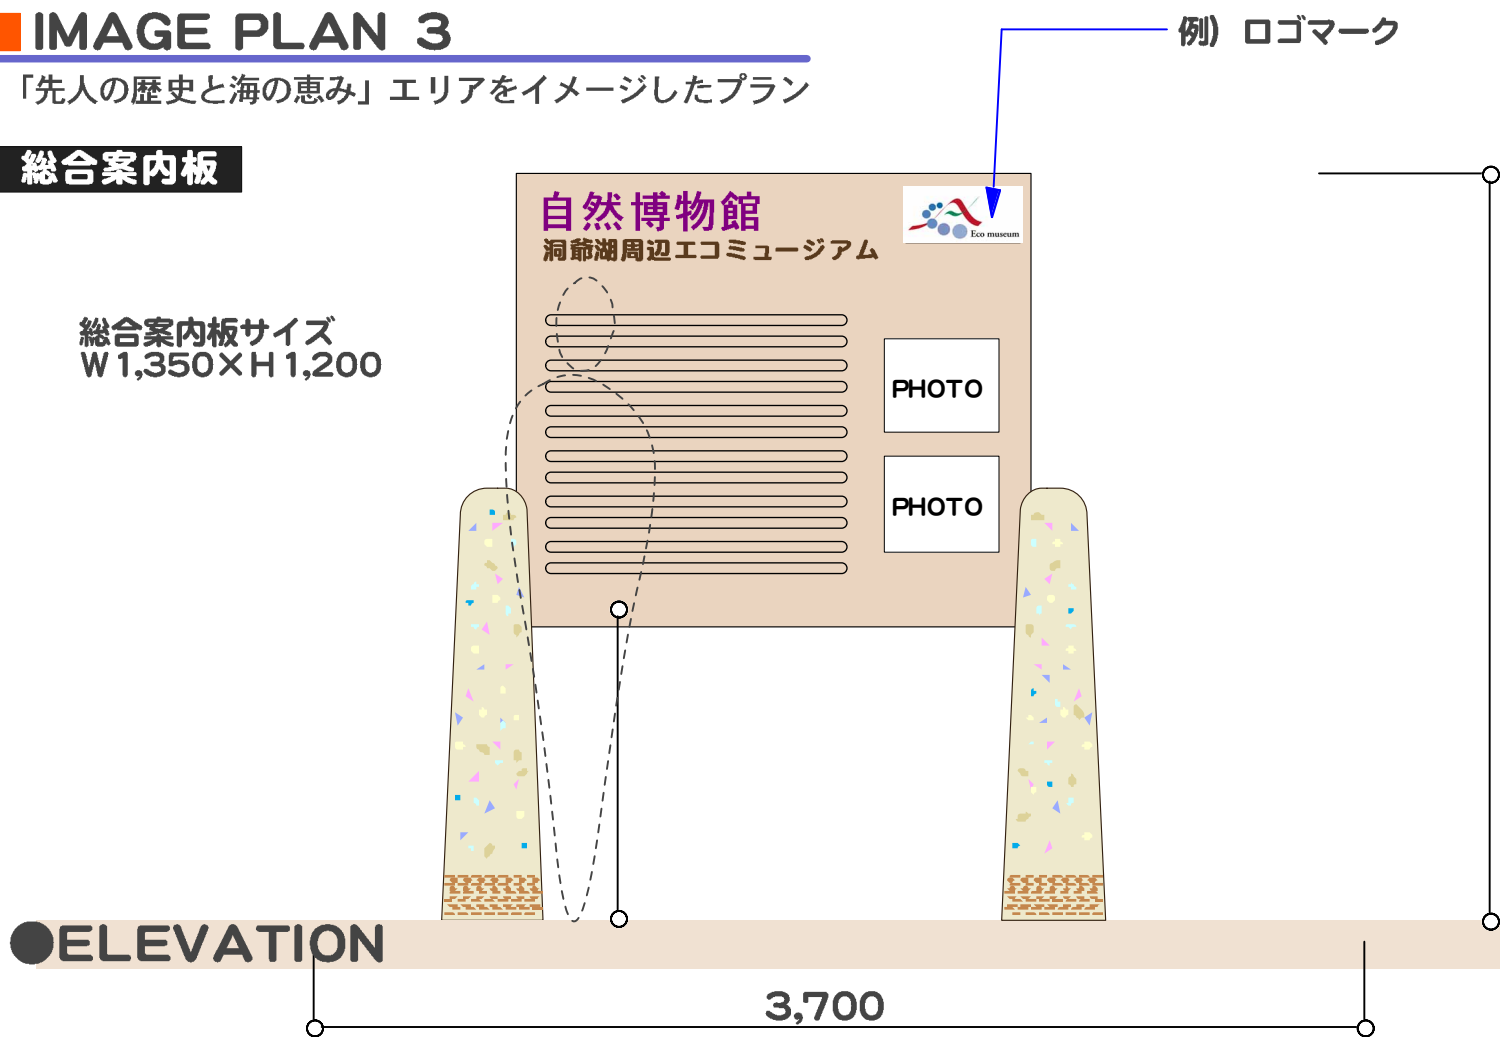 IMAGE PLAN 3
「先人の歴史と海の恵み」エリアをイメージしたプラン
例）ロゴマーク
総合案内板
自然博物館
洞爺湖周辺エコミュージアム
Eco museum
総合案内板サイズ
W1,350×H1,200
PHOTO
PHOTO
●ELEVATION
3,700